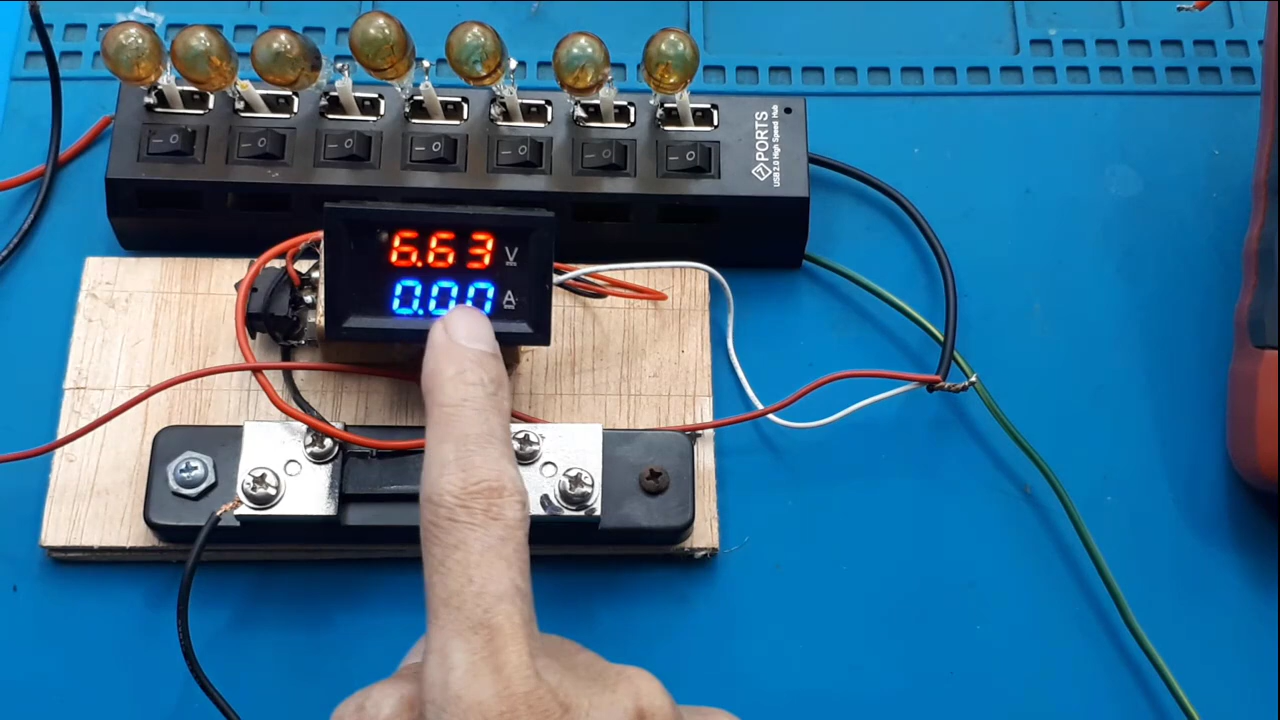 PORTS
USB 2.0 High Speed Hub
I O
I O
I O
I O
I O
I O
I O
6.63 V
0.00 A